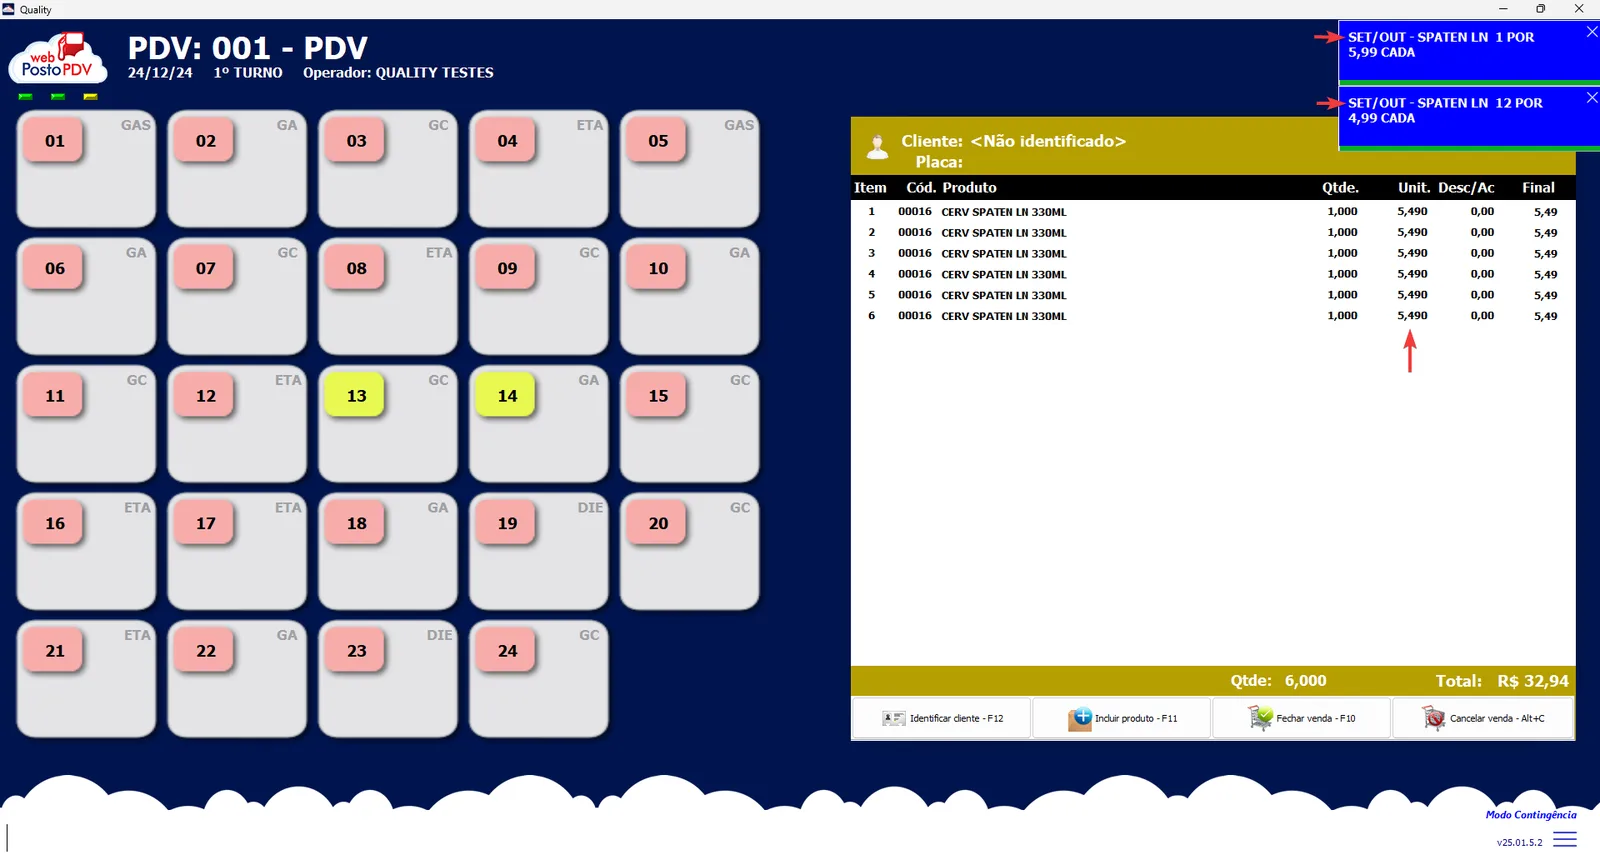 Quality
web
PostoPDV
PDV: 001 - PDV
24/12/24 1º TURNO Operador: QUALITY TESTES
SET/OUT - SPATEN LN 1 POR
5,99 CADA
SET/OUT - SPATEN LN 12 POR
4,99 CADA
01 GAS
02 GA
03 GC
04 ETA
05 GAS
06 GA
07 GC
08 ETA
09 GC
10 GA
11 GC
12 ETA
13 GC
14 GA
15 GC
16 ETA
17 ETA
18 GA
19 DIE
20 GC
21 ETA
22 GA
23 DIE
24 GC
Cliente: <Não identificado>
Placa:
Item Cód. Produto Qtde. Unit. Desc/Ac Final
1 00016 CERV SPATEN LN 330ML 1,000 5,490 0,00 5,49
2 00016 CERV SPATEN LN 330ML 1,000 5,490 0,00 5,49
3 00016 CERV SPATEN LN 330ML 1,000 5,490 0,00 5,49
4 00016 CERV SPATEN LN 330ML 1,000 5,490 0,00 5,49
5 00016 CERV SPATEN LN 330ML 1,000 5,490 0,00 5,49
6 00016 CERV SPATEN LN 330ML 1,000 5,490 0,00 5,49
Qtde: 6,000 Total: R$ 32,94
Identificar cliente - F12
Incluir produto - F11
Fechar venda - F10
Cancelar venda - Alt+C
Modo Contingência
v25.01.5.2